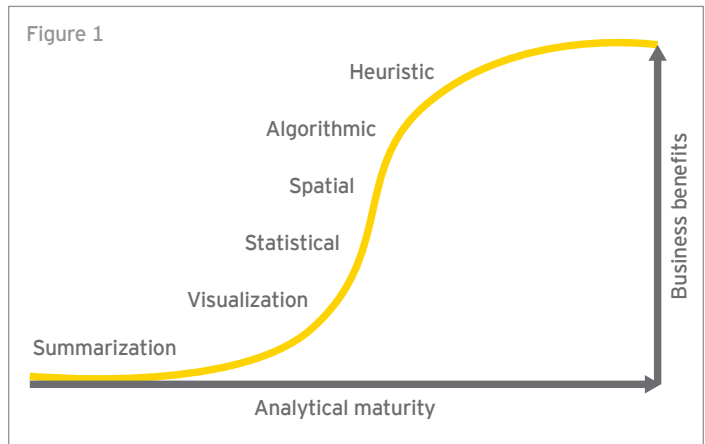 Figure 1
Heuristic
Algorithmic
Spatial
Statistical
Visualization
Summarization
Business benefits
Analytical maturity